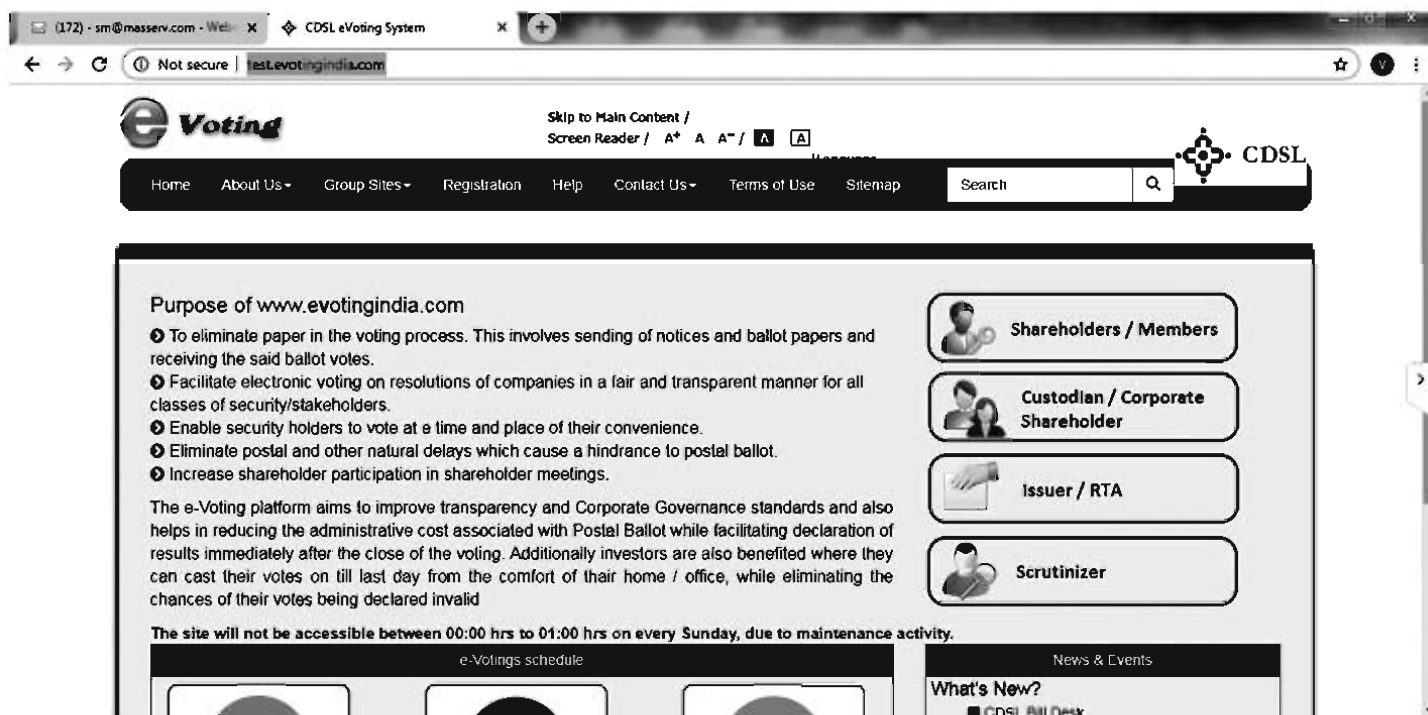 (172) - sm@masserv.com - Web
CDSL eVoting System
Not secure | test.evotingindia.com
V
e Voting
Skip to Main Content /
Screen Reader / A+ A A- / A A
CDSL
Home About Us Group Sites Registration Help Contact Us Terms of Use Sitemap Search
Purpose of www.evotingindia.com
To eliminate paper in the voting process. This involves sending of notices and ballot papers and
receiving the said ballot votes.
Facilitate electronic voting on resolutions of companies in a fair and transparent manner for all
classes of security/stakeholders.
Enable security holders to vote at e time and place of their convenience.
Eliminate postal and other natural delays which cause a hindrance to postal ballot.
Increase shareholder participation in shareholder meetings.
The e-Voting platform aims to improve transparency and Corporate Governance standards and also
helps in reducing the administrative cost associated with Postal Ballot while facilitating declaration of
results immediately after the close of the voting. Additionally investors are also benefited where they
can cast their votes on till last day from the comfort of thair home / office, while eliminating the
chances of their votes being declared invalid
Shareholders / Members
Custodian / Corporate
Shareholder
Issuer / RTA
Scrutinizer
The site will not be accessible between 00:00 hrs to 01:00 hrs on every Sunday, due to maintenance activity.
e-Votings schedule
News & Events
What's New?
CDSL Bill Desk